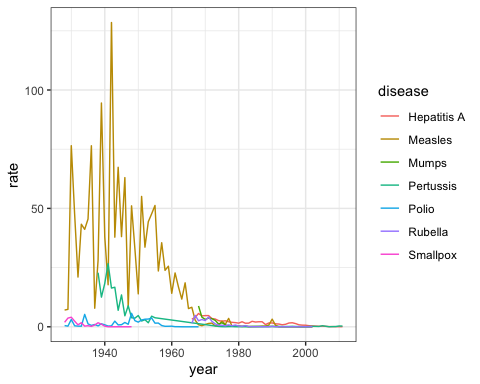 100
50
0
rate
1940
1960
1980
2000
year
disease
Hepatitis A
Measles
Mumps
Pertussis
Polio
Rubella
Smallpox